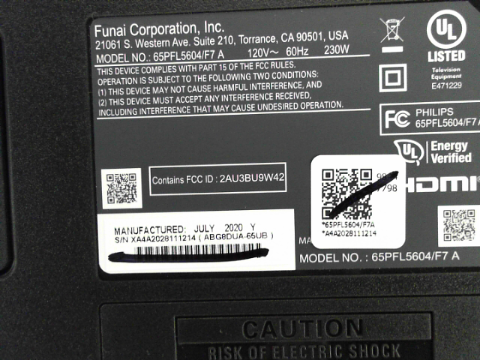 Funai Corporation, Inc.
21061 S. Western Ave. Suite 210, Torrance, CA 90501, USA
MODEL NO.: 65PFL5604/F7 A 120V~ 60Hz 230W
THIS DEVICE COMPLIES WITH PART 15 OF THE FCC RULES.
OPERATION IS SUBJECT TO THE FOLLOWING TWO CONDITIONS:
(1) THIS DEVICE MAY NOT CAUSE HARMFUL INTERFERENCE, AND
(2) THIS DEVICE MUST ACCEPT ANY INTERFERENCE RECEIVED,
INCLUDING INTERFERENCE THAT MAY CAUSE UNDESIRED OPERATION.
UL
LISTED
Television
Equipment
E471229
FC PHILIPS
65PFL5604/F7 A
UL Energy
Verified
HDMI
Contains FCC ID : 2AU3BU9W42
7798
*65PFL5604/F7A
*A4A2028111214
MANUFACTURED: JULY 2020 Y
S/N XA4A2028111214 ( ABG8DUA-65UB )
MODEL NO. : 65PFL5604/F7 A
CAUTION
RISK OF ELECTRIC SHOCK